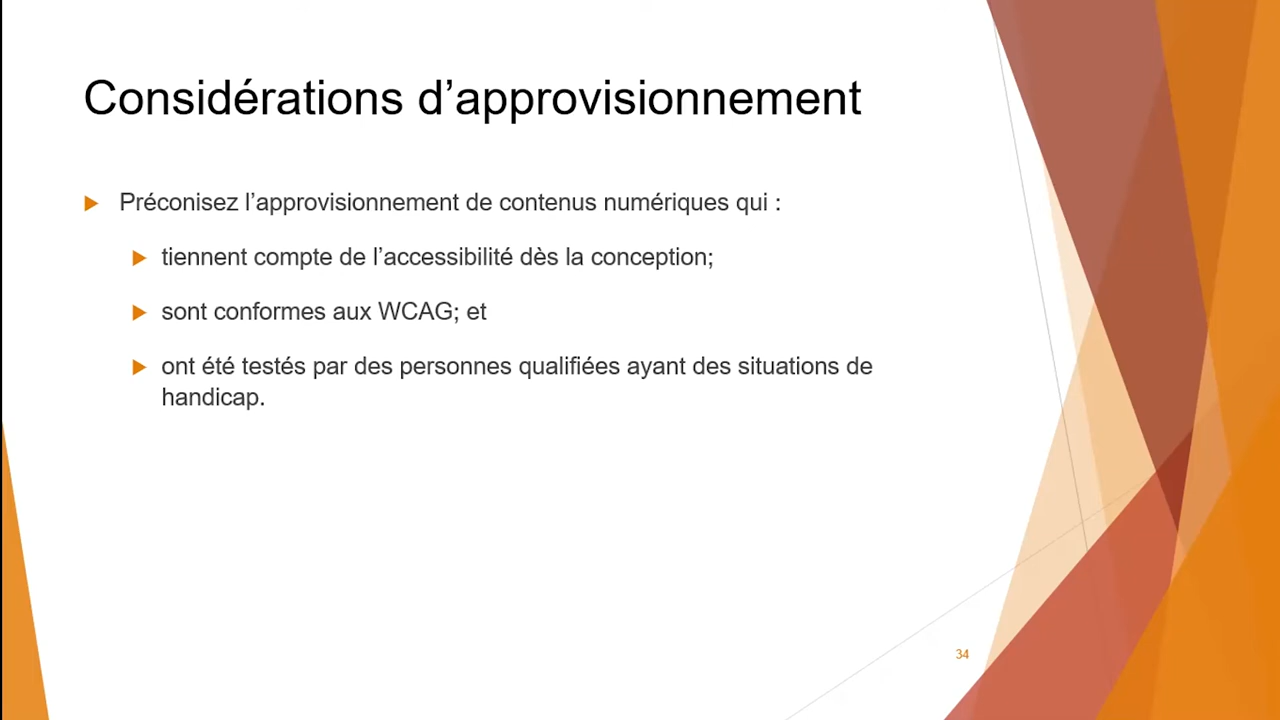 Considérations d’approvisionnement
Préconisez l’approvisionnement de contenus numériques qui :
tiennent compte de l’accessibilité dès la conception;
sont conformes aux WCAG; et
ont été testés par des personnes qualifiées ayant des situations de
handicap.
34